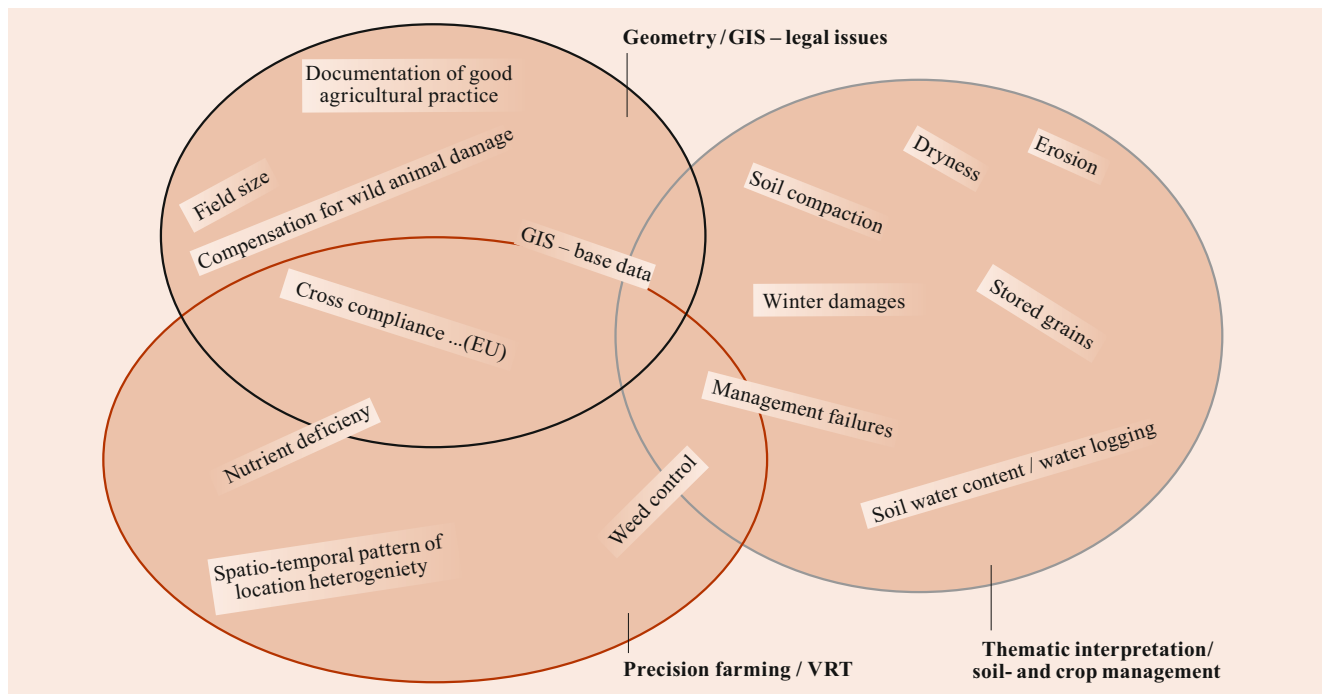 Geometry / GIS – legal issues
Documentation of good
agricultural practice
Field size
Compensation for wild animal damage
GIS – base data
Cross compliance ...(EU)
Dryness
Erosion
Soil compaction
Winter damages
Stored grains
Management failures
Nutrient deficieny
Weed control
Soil water content / water logging
Spatio-temporal pattern of
location heterogeniety
Precision farming / VRT
Thematic interpretation/
soil- and crop management